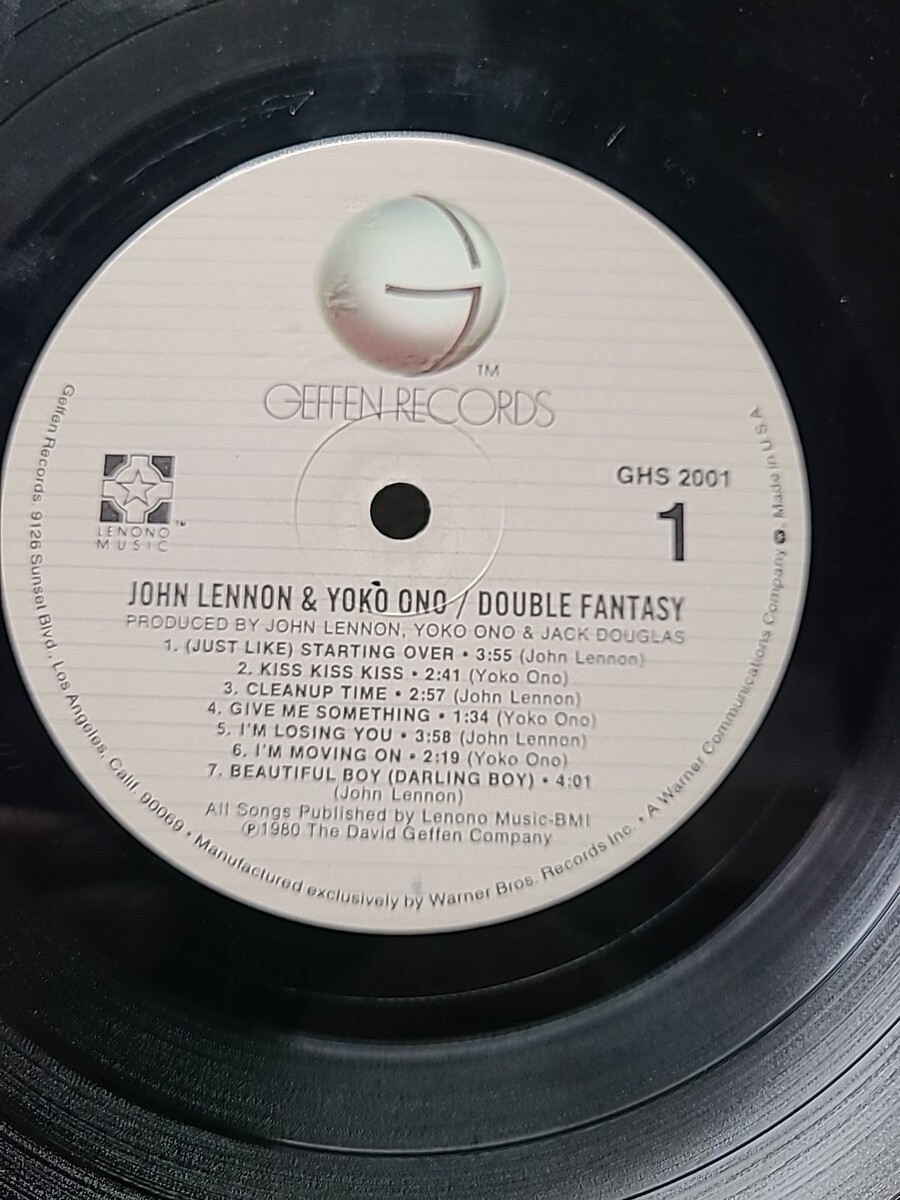 TM
GEFFEN RECORDS
GHS 2001
1
LENONO™
MUSIC
JOHN LENNON & YOKO ONO / DOUBLE FANTASY
PRODUCED BY JOHN LENNON, YOKO ONO & JACK DOUGLAS
1. (JUST LIKE) STARTING OVER • 3:55 (John Lennon)
2. KISS KISS KISS • 2:41 (Yoko Ono)
3. CLEANUP TIME • 2:57 (John Lennon)
4. GIVE ME SOMETHING • 1:34 (Yoko Ono)
5. I'M LOSING YOU • 3:58 (John Lennon)
6. I'M MOVING ON • 2:19 (Yoko Ono)
7. BEAUTIFUL BOY (DARLING BOY) • 4:01
(John Lennon)
All Songs Published by Lenono Music-BMI
℗1980 The David Geffen Company
Geffen Records, 9126 Sunset Blvd., Los Angeles, Calif. 90069 • Manufactured exclusively by Warner Bros. Records Inc. • A Warner Communications Company Made in U S A